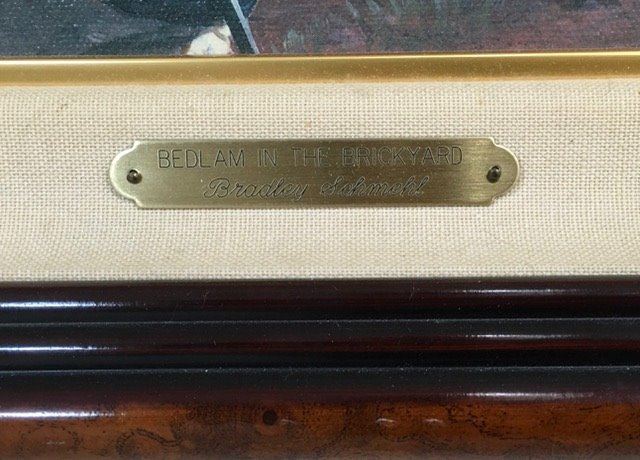 BEDLAM IN THE BRICKYARD
Bradley Schmehl